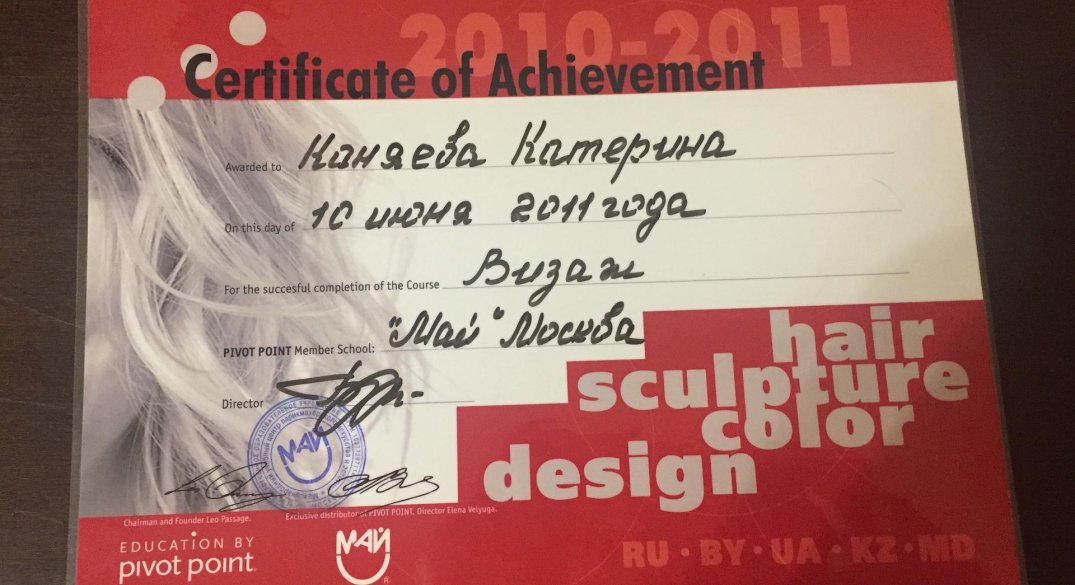 2010-2011
Certificate of Achievement
Awarded to Каняева Катерина
On this day of 10 июня 2011 года
For the succesful completion of the Course Визаж
PIVOT POINT Member School: "Май" Москва
Director
МАЙ
hair
sculpture
color
design
Chairman and Founder Leo Passage.
Exclusive distributor of PIVOT POINT. Director Elena Velyuga.
EDUCATION BY
pivot point
МАЙ
RU • BY • UA • KZ • MD